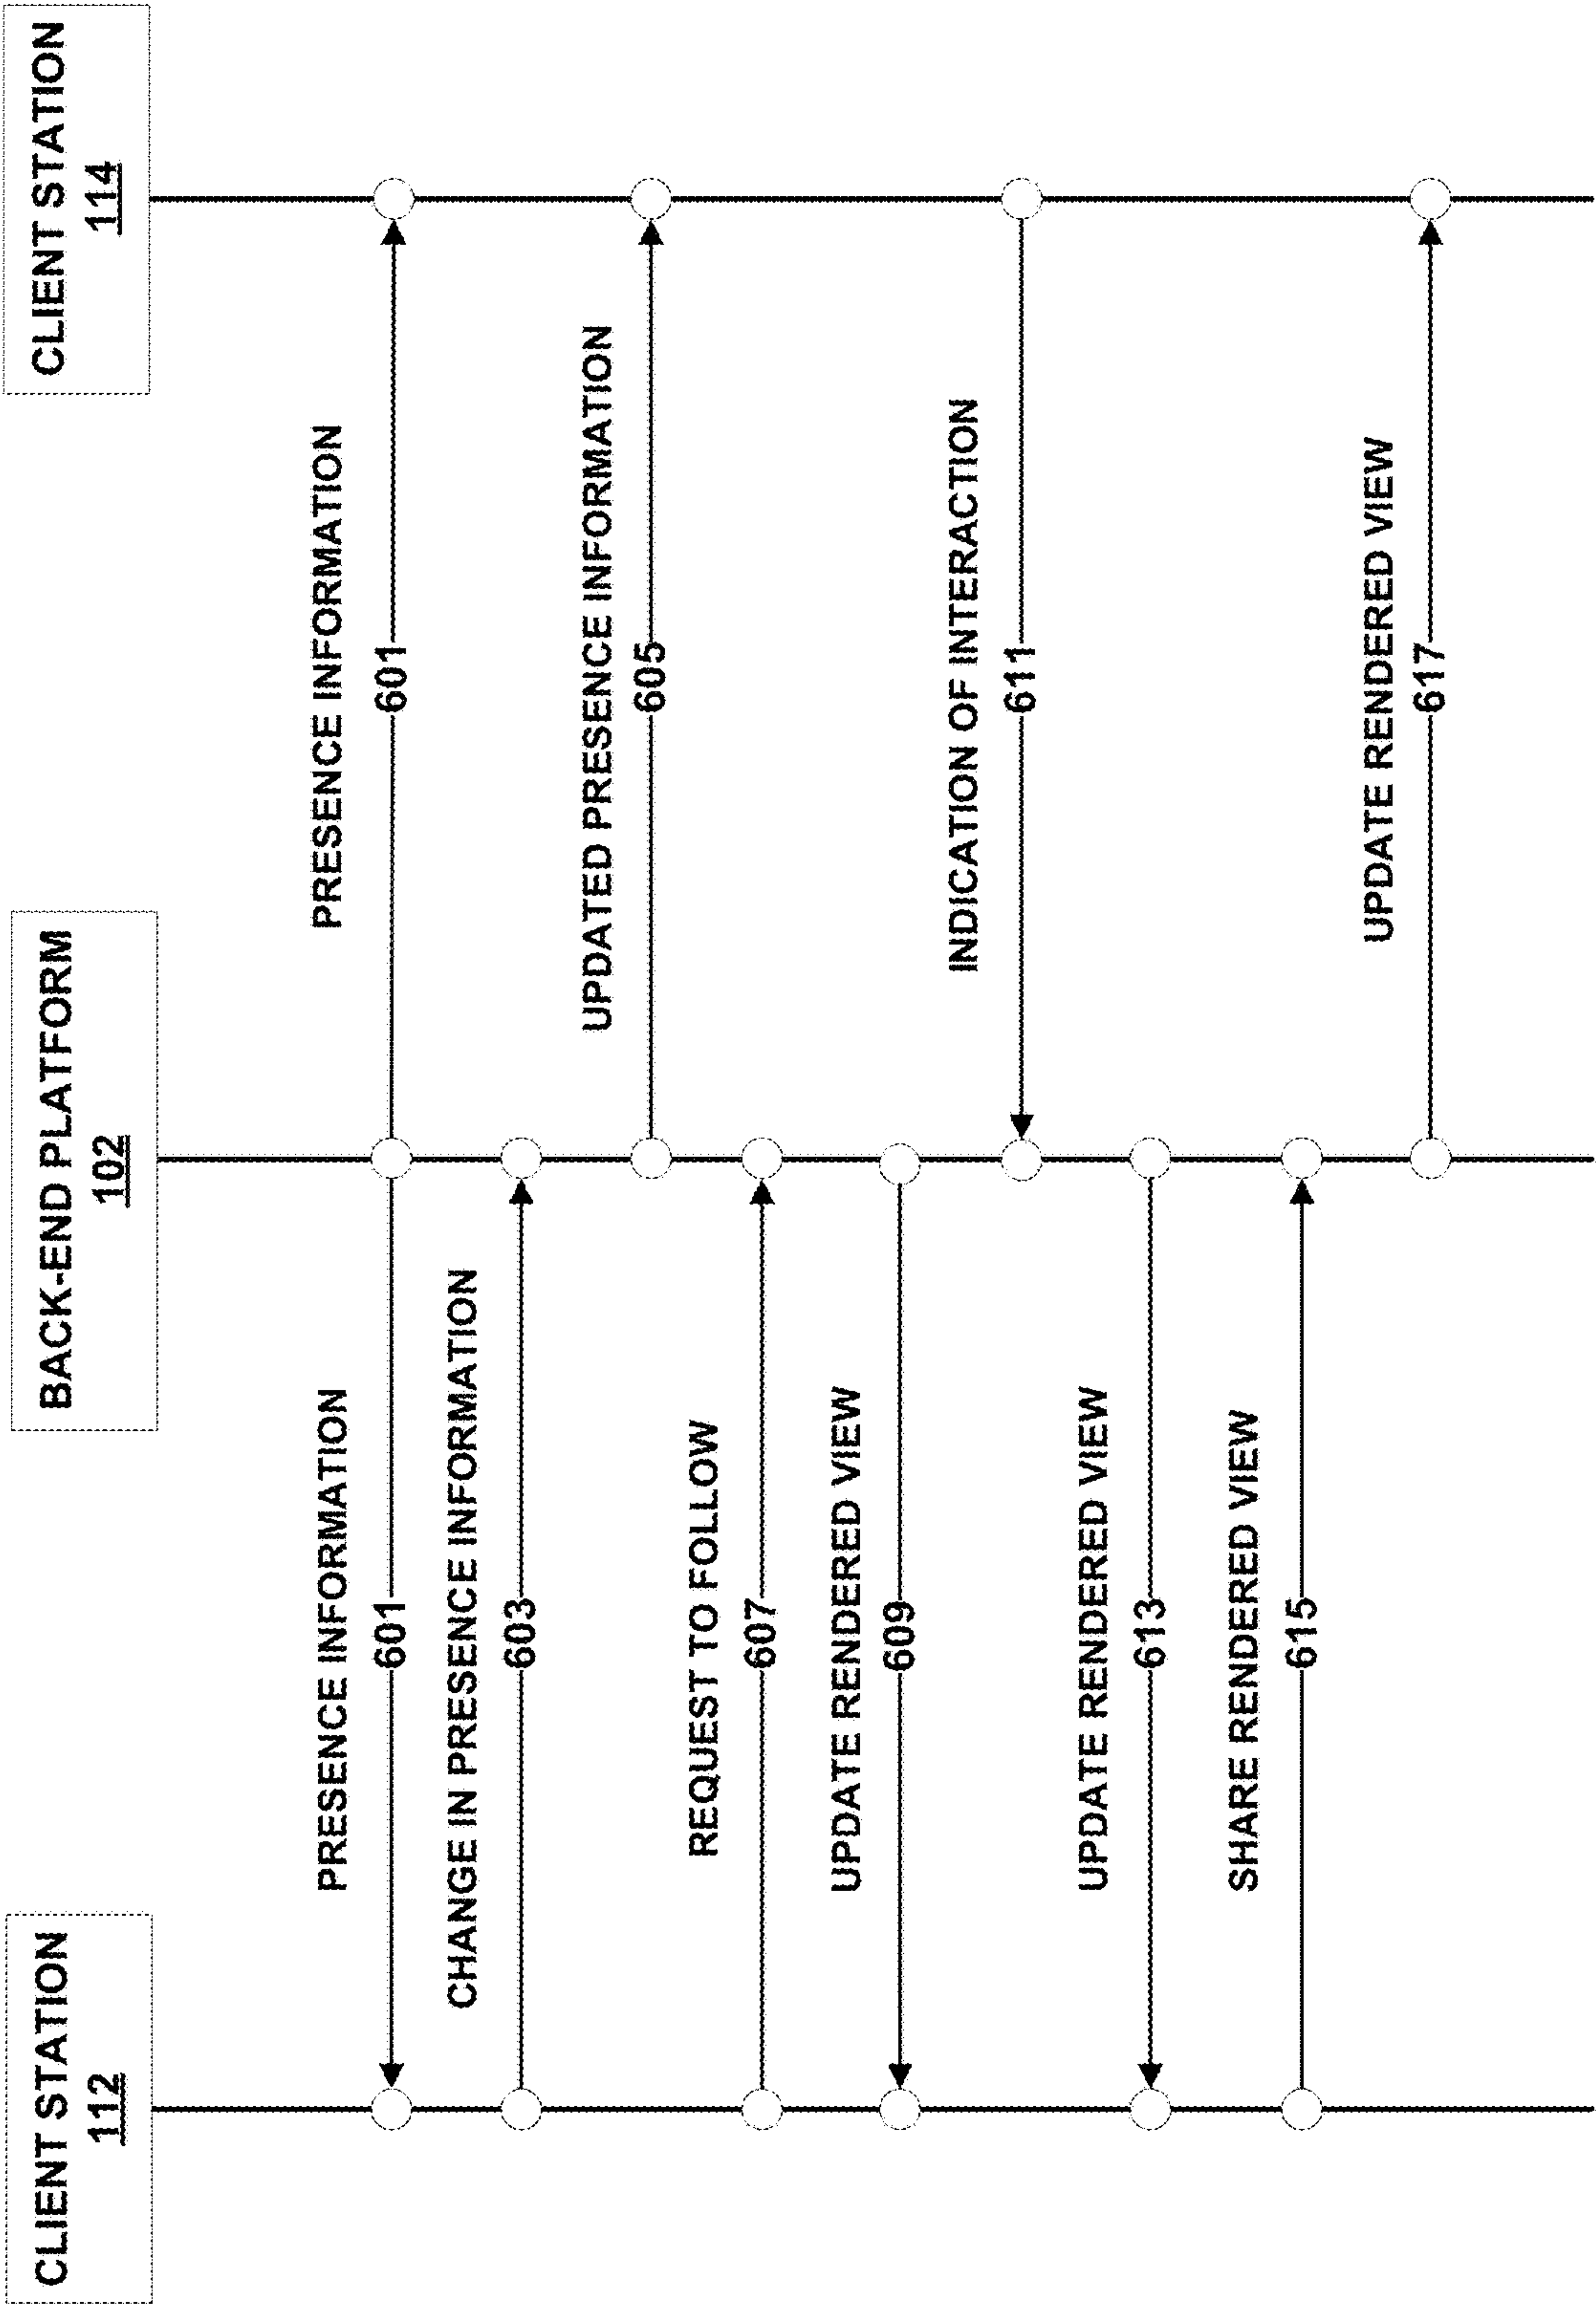 CLIENT STATION
112
BACK-END PLATFORM
102
CLIENT STATION
114
PRESENCE INFORMATION
601
PRESENCE INFORMATION
601
CHANGE IN PRESENCE INFORMATION
603
UPDATED PRESENCE INFORMATION
605
REQUEST TO FOLLOW
607
UPDATE RENDERED VIEW
609
INDICATION OF INTERACTION
611
UPDATE RENDERED VIEW
613
SHARE RENDERED VIEW
615
UPDATE RENDERED VIEW
617